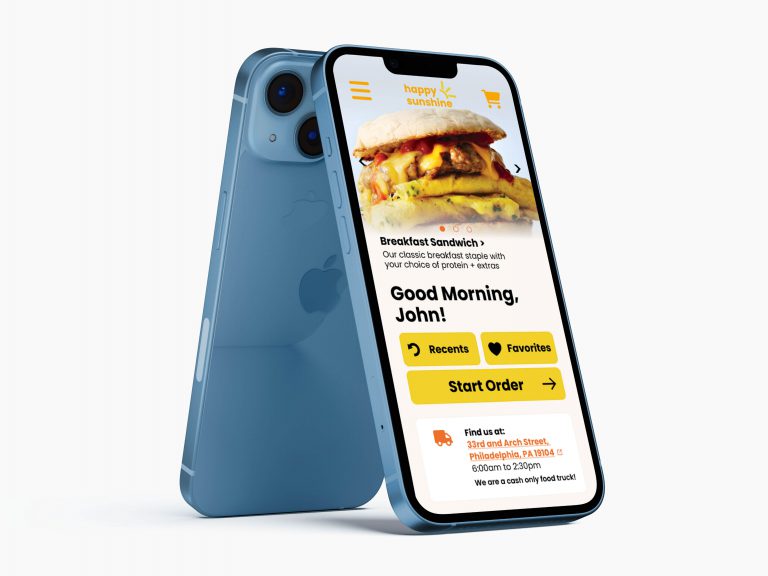 happy
sunshine
Breakfast Sandwich >
Our classic breakfast staple with
your choice of protein + extras
Good Morning,
John!
Recents
Favorites
Start Order
Find us at:
33rd and Arch Street,
Philadelphia, PA 19104
6:00am to 2:30pm
We are a cash only food truck!